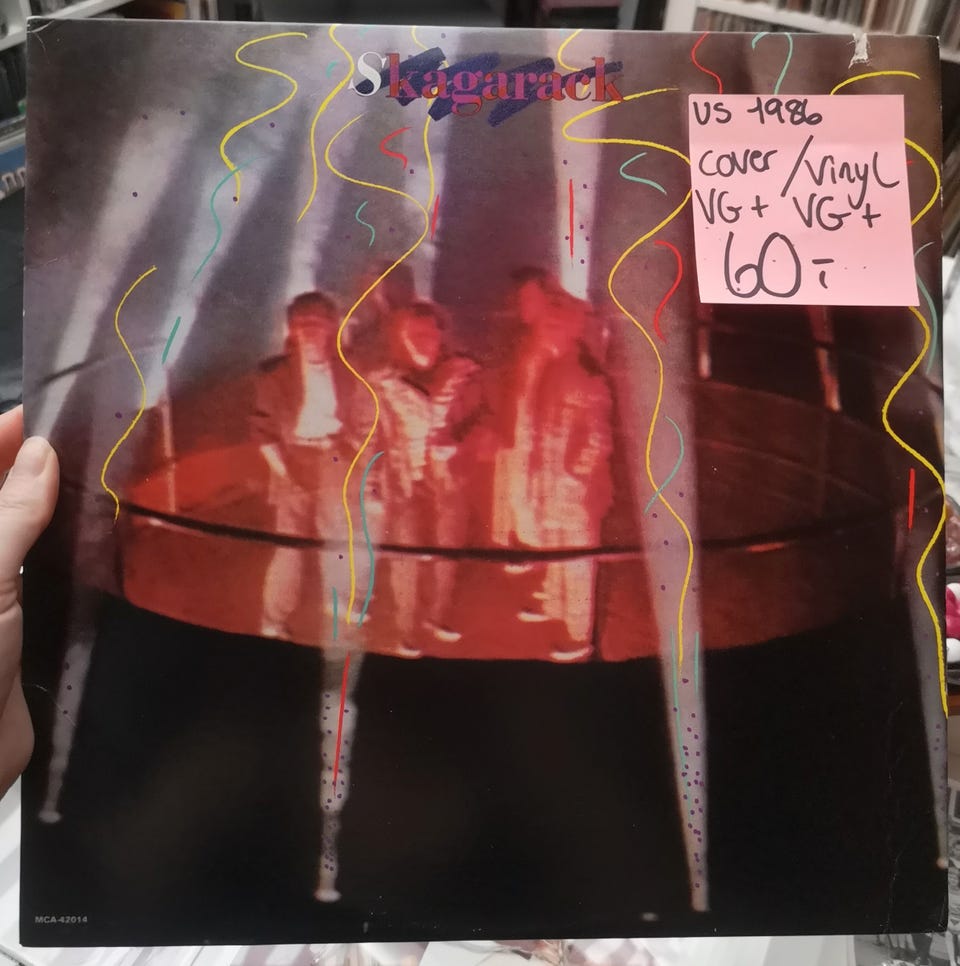 Skagarack
US 1986
cover / Vinyl
VG+ VG+
60:-
MCA-42014